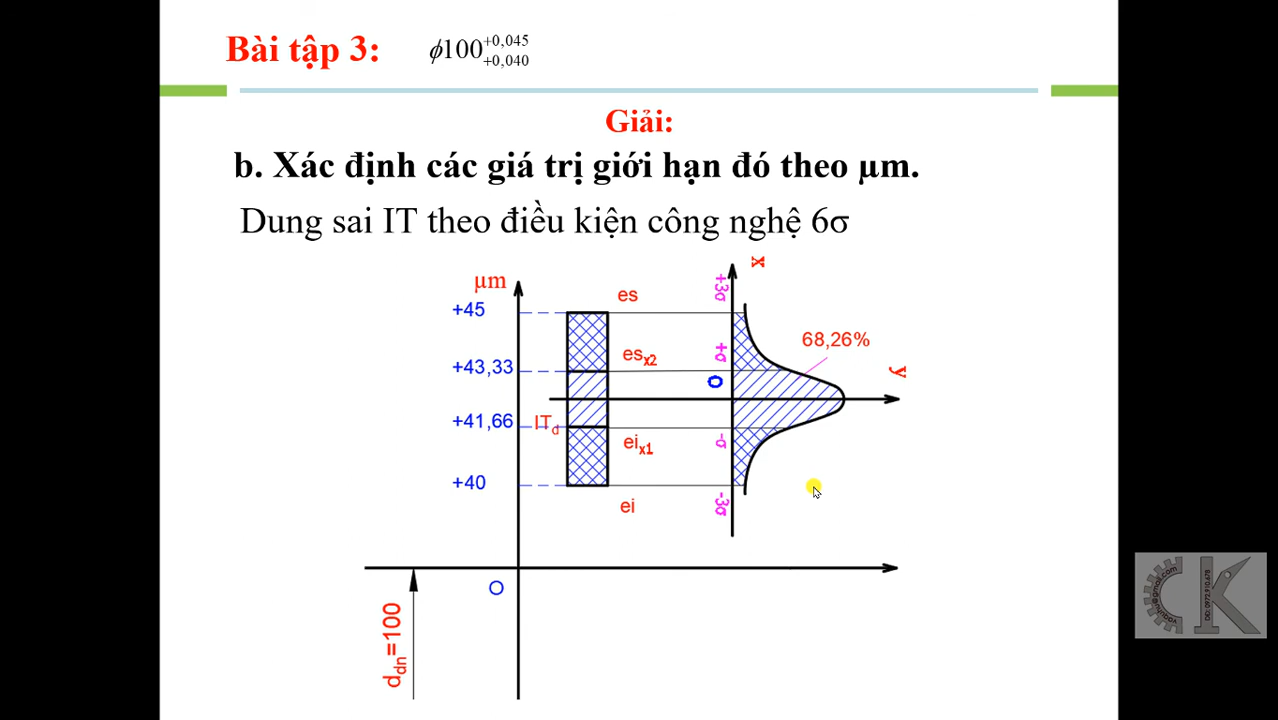 Bài tập 3: ϕ100 +0,045 +0,040
Giải:
b. Xác định các giá trị giới hạn đó theo μm.
Dung sai IT theo điều kiện công nghệ 6σ
μm
x
+45
es
+3σ
68,26%
+43,33
esx2
+σ
O
y
+41,66
ITd
eix1
-σ
+40
ei
-3σ
O
ddn=100
CK